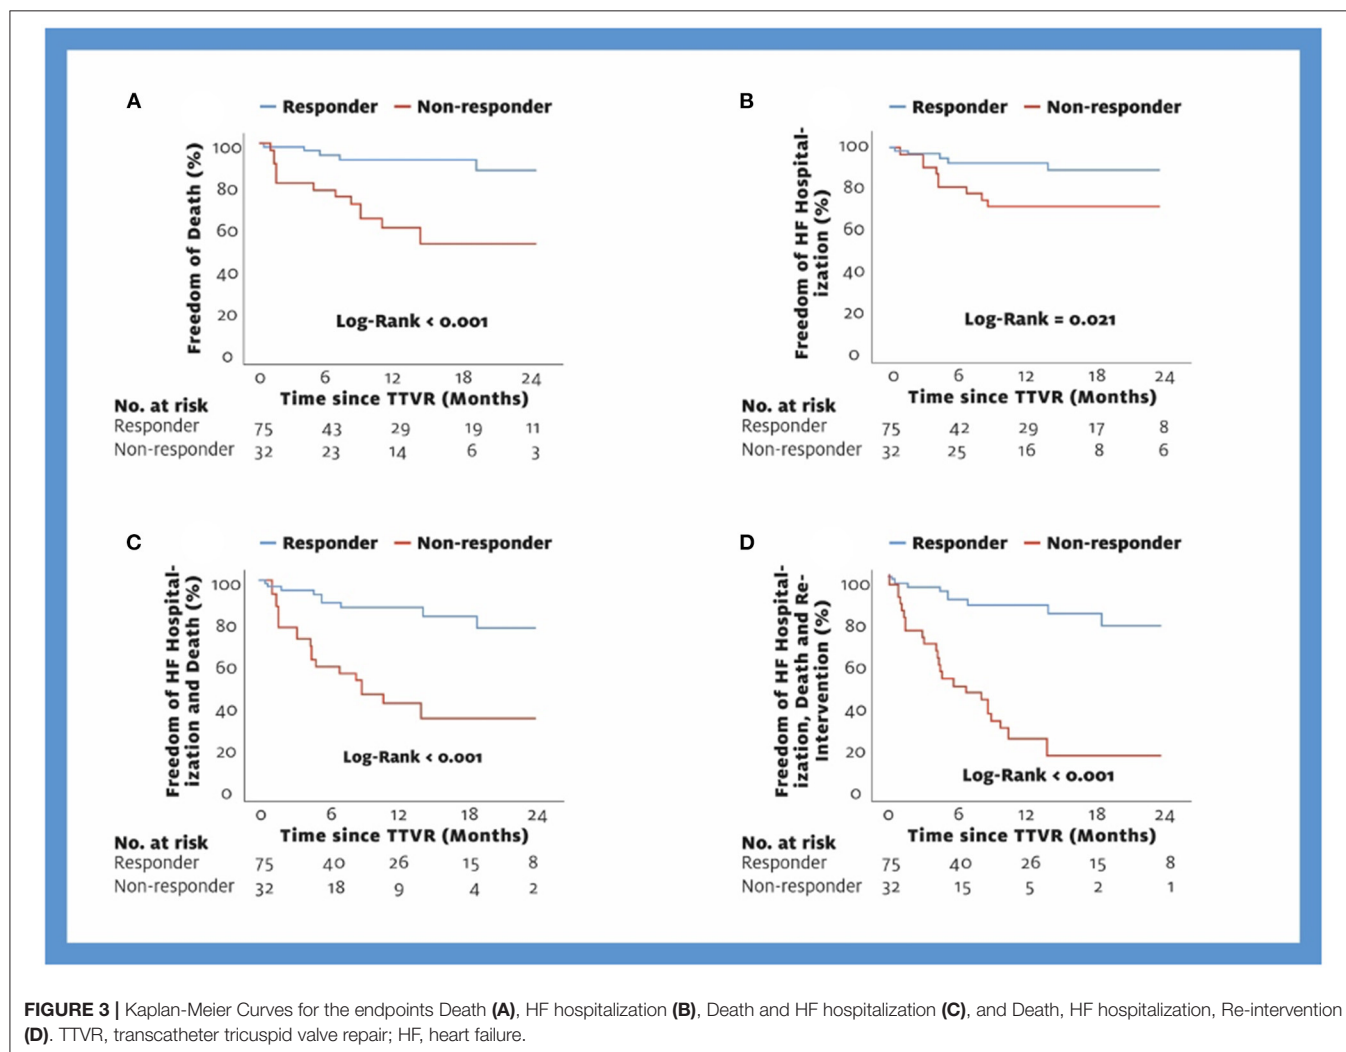 A
Responder Non-responder
Freedom of Death (%)
100
80
60
40
20
0
Log-Rank < 0.001
0 6 12 18 24
Time since TTVR (Months)
No. at risk
Responder 75 43 29 19 11
Non-responder 32 23 14 6 3
B
Responder Non-responder
Freedom of HF Hospital-
ization (%)
100
80
60
40
20
0
Log-Rank = 0.021
0 6 12 18 24
Time since TTVR (Months)
No. at risk
Responder 75 42 29 17 8
Non-responder 32 25 16 8 6
C
Responder Non-responder
Freedom of HF Hospital-
ization and Death (%)
100
80
60
40
20
0
Log-Rank < 0.001
0 6 12 18 24
Time since TTVR (Months)
No. at risk
Responder 75 40 26 15 8
Non-responder 32 18 9 4 2
D
Responder Non-responder
Freedom of HF Hospital-
ization, Death and Re-
Intervention (%)
100
80
60
40
20
0
Log-Rank < 0.001
0 6 12 18 24
Time since TTVR (Months)
No. at risk
Responder 75 40 26 15 8
Non-responder 32 15 5 2 1
FIGURE 3 | Kaplan-Meier Curves for the endpoints Death (A), HF hospitalization (B), Death and HF hospitalization (C), and Death, HF hospitalization, Re-intervention
(D). TTVR, transcatheter tricuspid valve repair; HF, heart failure.